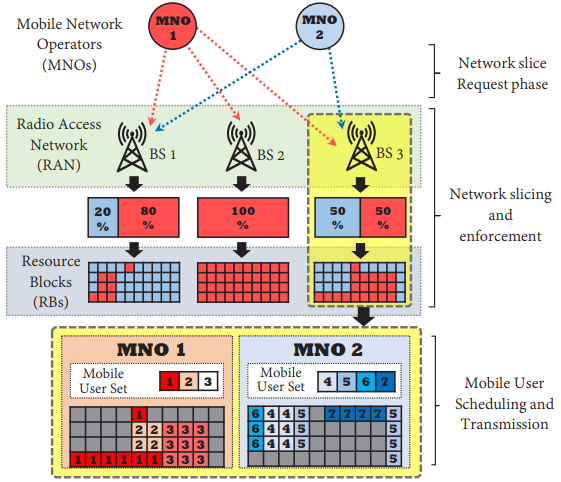 Mobile Network
Operators
(MNOs)
MNO
1
MNO
2
Network slice
Request phase
Radio Access
Network
(RAN)
BS 1
BS 2
BS 3
20
%
80
%
100
%
50
%
50
%
Network slicing
and
enforcement
Resource
Blocks
(RBs)
MNO 1
Mobile
User Set
1 2 3
1
2 2 3 3 3
2 2 3 3 3
1 1 1 1 1 1 3 3 3
MNO 2
Mobile
User Set
4 5 6 7
6 4 4 5 7 7 7 7 5
6 4 4 5 5
6 4 4 5 5
5
Mobile User
Scheduling and
Transmission